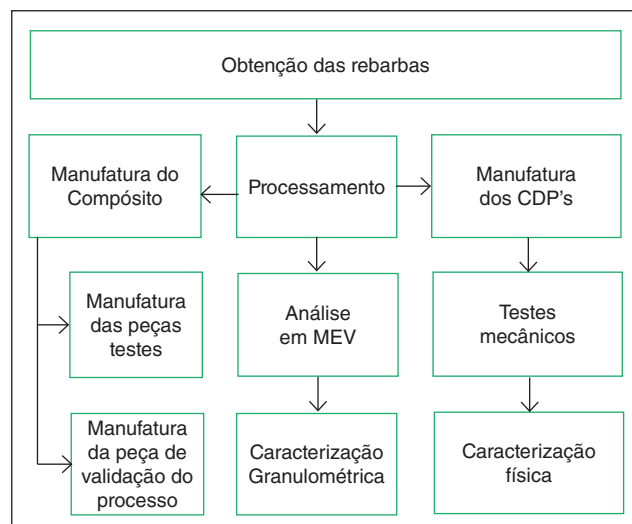 Obtenção das rebarbas
Manufatura do
Compósito
Processamento
Manufatura
dos CDP's
Manufatura
das peças
testes
Análise
em MEV
Testes
mecânicos
Manufatura
da peça de
validação do
processo
Caracterização
Granulométrica
Caracterização
física